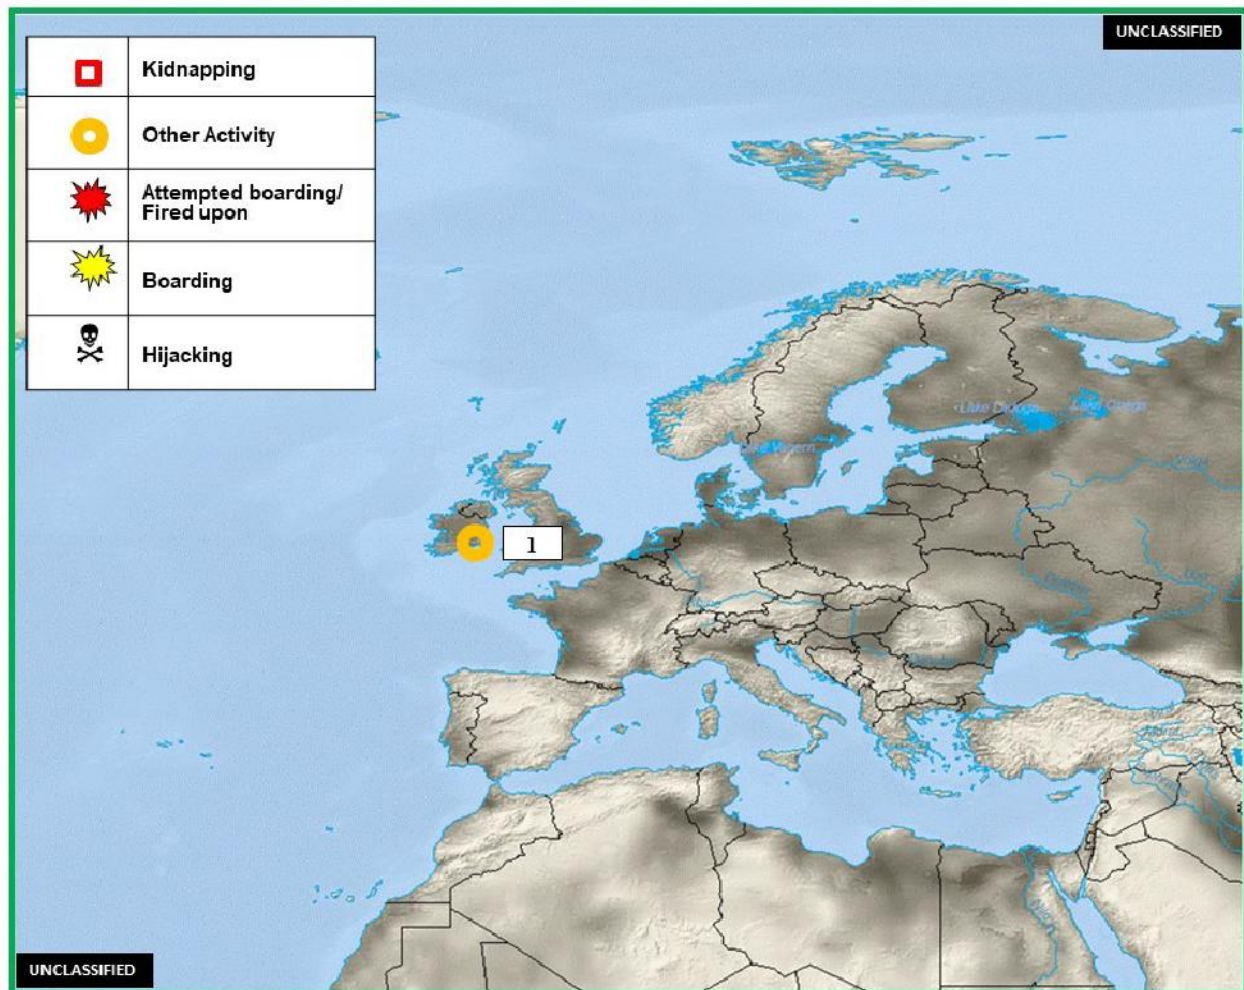 UNCLASSIFIED
Kidnapping
Other Activity
Attempted boarding/
Fired upon
Boarding
Hijacking
1
UNCLASSIFIED